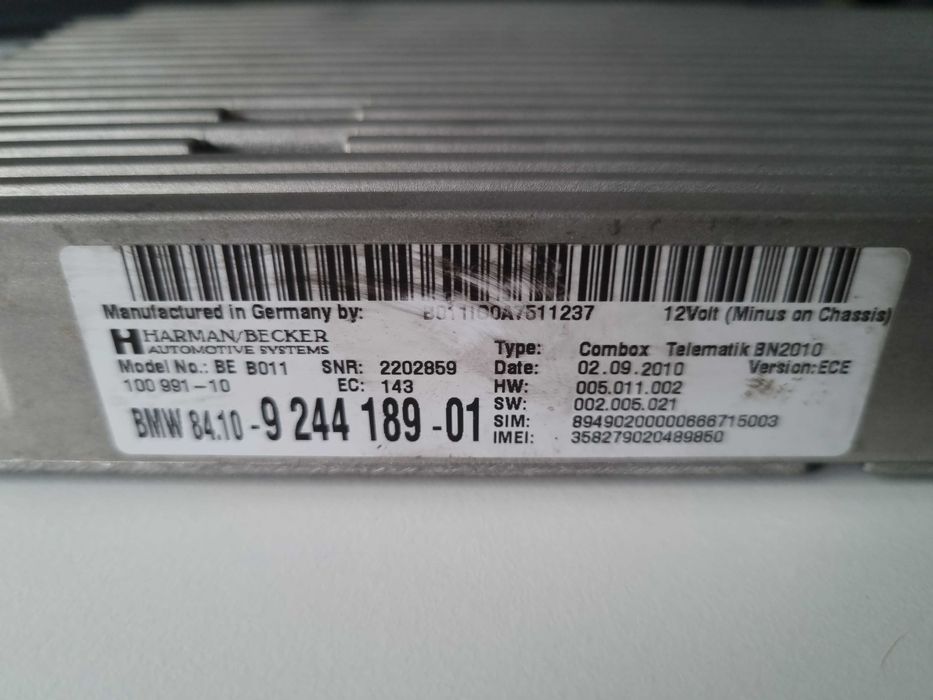 Manufactured in Germany by: B011IG0A7511237 12Volt (Minus on Chassis)
HARMAN/BECKER
AUTOMOTIVE SYSTEMS
Type: Combox Telematik BN2010
Model No.: BE B011 SNR: 2202859 Date: 02.09.2010 Version: ECE
100 991-10 EC: 143 HW: 005.011.002
SW: 002.005.021
BMW 84.10 -9 244 189 -01 SIM: 89490200000666715003
IMEI: 358279020489850